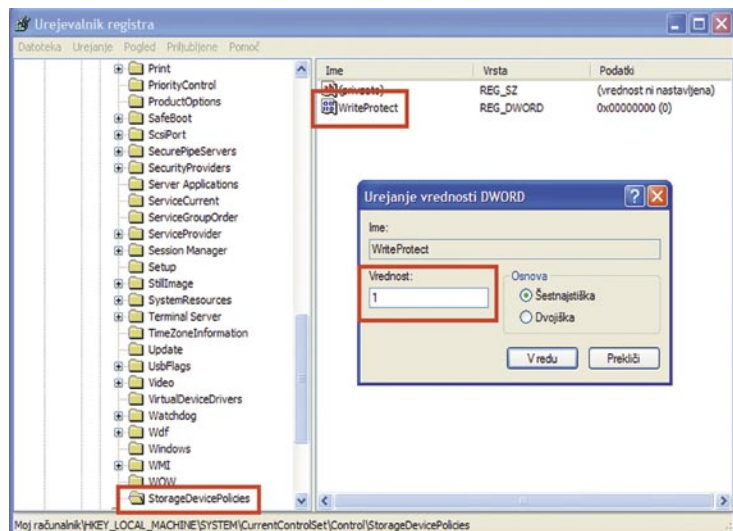 Urejevalnik registra
Datoteka Urejanje Pogled Priljubljene Pomoč
Print
PriorityControl
ProductOptions
SafeBoot
ScsiPort
SecurePipeServers
SecurityProviders
Server Applications
ServiceCurrent
ServiceGroupOrder
ServiceProvider
Session Manager
Setup
StillImage
SystemResources
Terminal Server
TimeZoneInformation
Update
UsbFlags
Video
VirtualDeviceDrivers
Watchdog
Wdf
Windows
WMI
WOW
StorageDevicePolicies
Ime Vrsta Podatki
(privzeto) REG_SZ (vrednost ni nastavljena)
WriteProtect REG_DWORD 0x00000000 (0)
Urejanje vrednosti DWORD
Ime:
WriteProtect
Vrednost:
1
Osnova
Šestnajstiška
Dvojiška
V redu Prekliči
Moj računalnik\HKEY_LOCAL_MACHINE\SYSTEM\CurrentControlSet\Control\StorageDevicePolicies